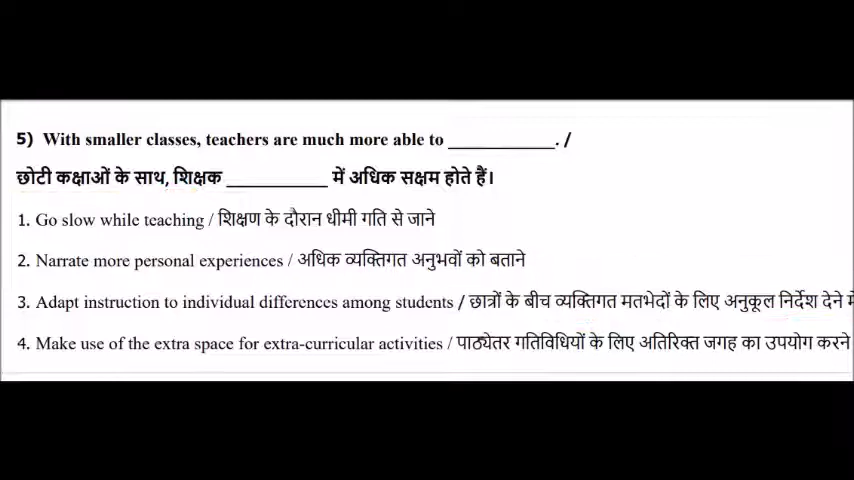 5) With smaller classes, teachers are much more able to ____________. /
छोटी कक्षाओं के साथ, शिक्षक ____________ में अधिक सक्षम होते हैं।
1. Go slow while teaching / शिक्षण के दौरान धीमी गति से जाने
2. Narrate more personal experiences / अधिक व्यक्तिगत अनुभवों को बताने
3. Adapt instruction to individual differences among students / छात्रों के बीच व्यक्तिगत मतभेदों के लिए अनुकूल निर्देश देने
4. Make use of the extra space for extra-curricular activities / पाठ्येतर गतिविधियों के लिए अतिरिक्त जगह का उपयोग करने